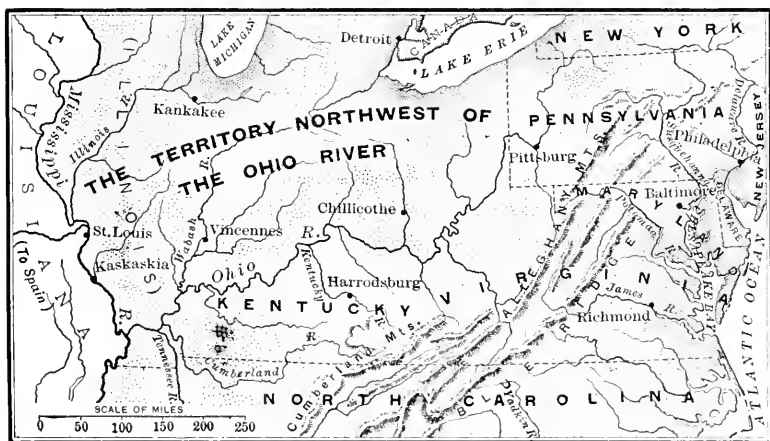 LOUISIANA
(To Spain)
Mississippi
R.
ILLINOIS
(
)
Illinois R.
LAKE MICHIGAN
Kankakee
Detroit
CANADA
LAKE ERIE
NEW YORK
THE TERRITORY NORTHWEST OF
THE OHIO RIVER
PENNSYLVANIA
Pittsburg
Philadelphia
Delaware R.
NEW JERSEY
Susquehanna R.
MARYLAND
Baltimore
DELAWARE
Potomac R.
CHESAPEAKE BAY
ATLANTIC OCEAN
St. Louis
Kaskaskia
Wabash R.
Vincennes
Chillicothe
Ohio R.
Kentucky R.
Harrodsburg
KENTUCKY
VIRGINIA
ALLEGHANY MTS.
BLUE RIDGE
James R.
Richmond
Cumberland R.
Tennessee R.
Cumberland Mts.
NORTH CAROLINA
Yadkin R.
SCALE OF MILES
0 50 100 150 200 250